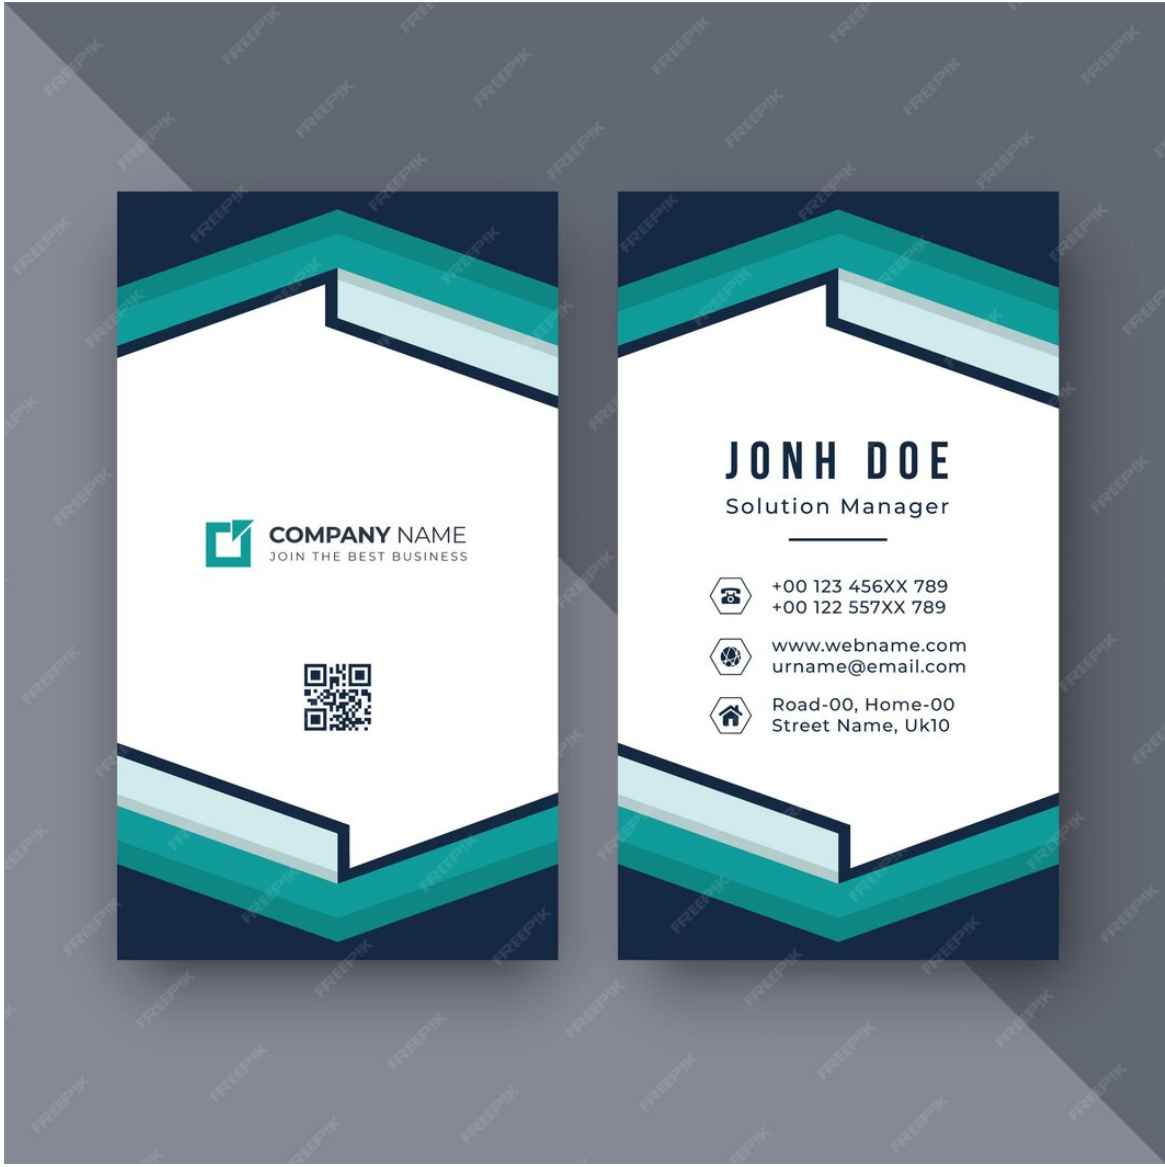 COMPANY NAME
JOIN THE BEST BUSINESS
JONH DOE
Solution Manager
+00 123 456XX 789
+00 122 557XX 789
www.webname.com
urname@email.com
Road-00, Home-00
Street Name, Uk10
FREEPIK